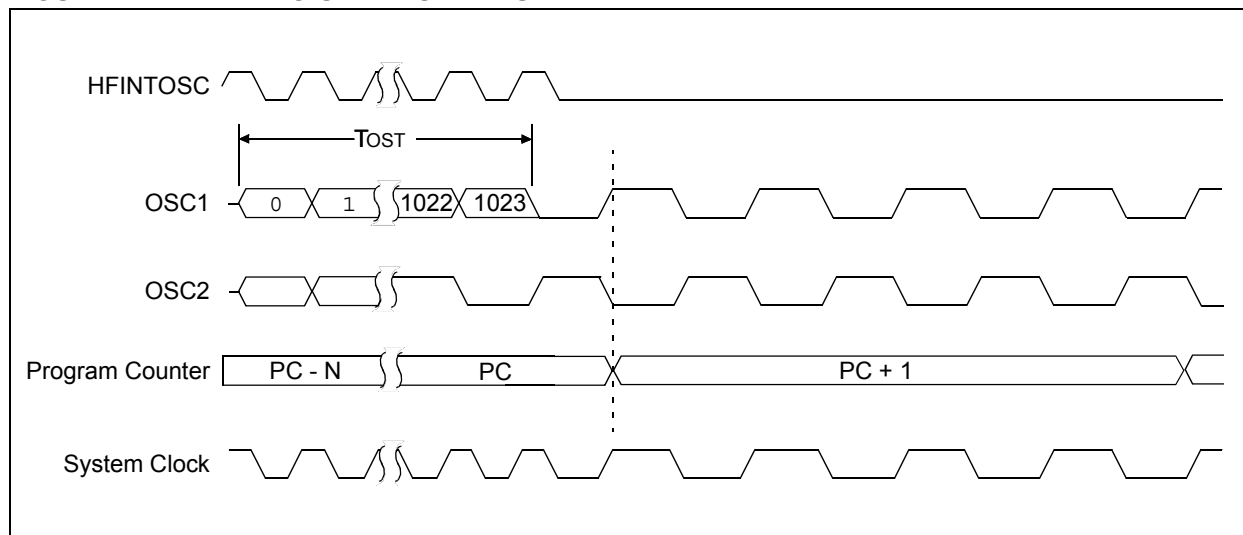 HFINTOSC
TOST
OSC1
0 1 1022 1023
OSC2
Program Counter
PC - N PC PC + 1
System Clock